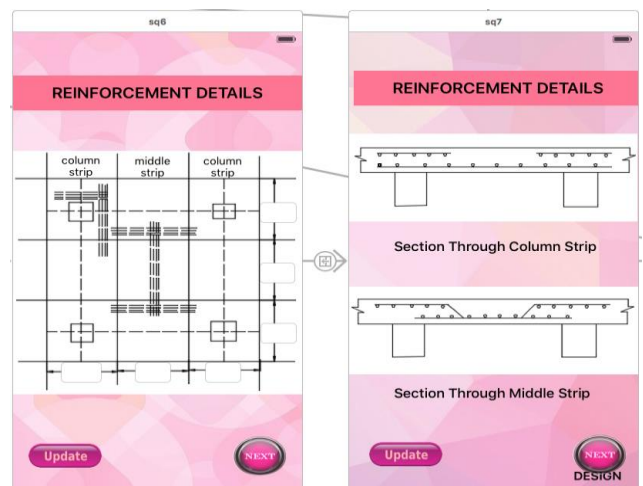 sq6
REINFORCEMENT DETAILS
column strip
middle strip
column strip
Update
NEXT
sq7
REINFORCEMENT DETAILS
Section Through Column Strip
Section Through Middle Strip
Update
NEXT
DESIGN